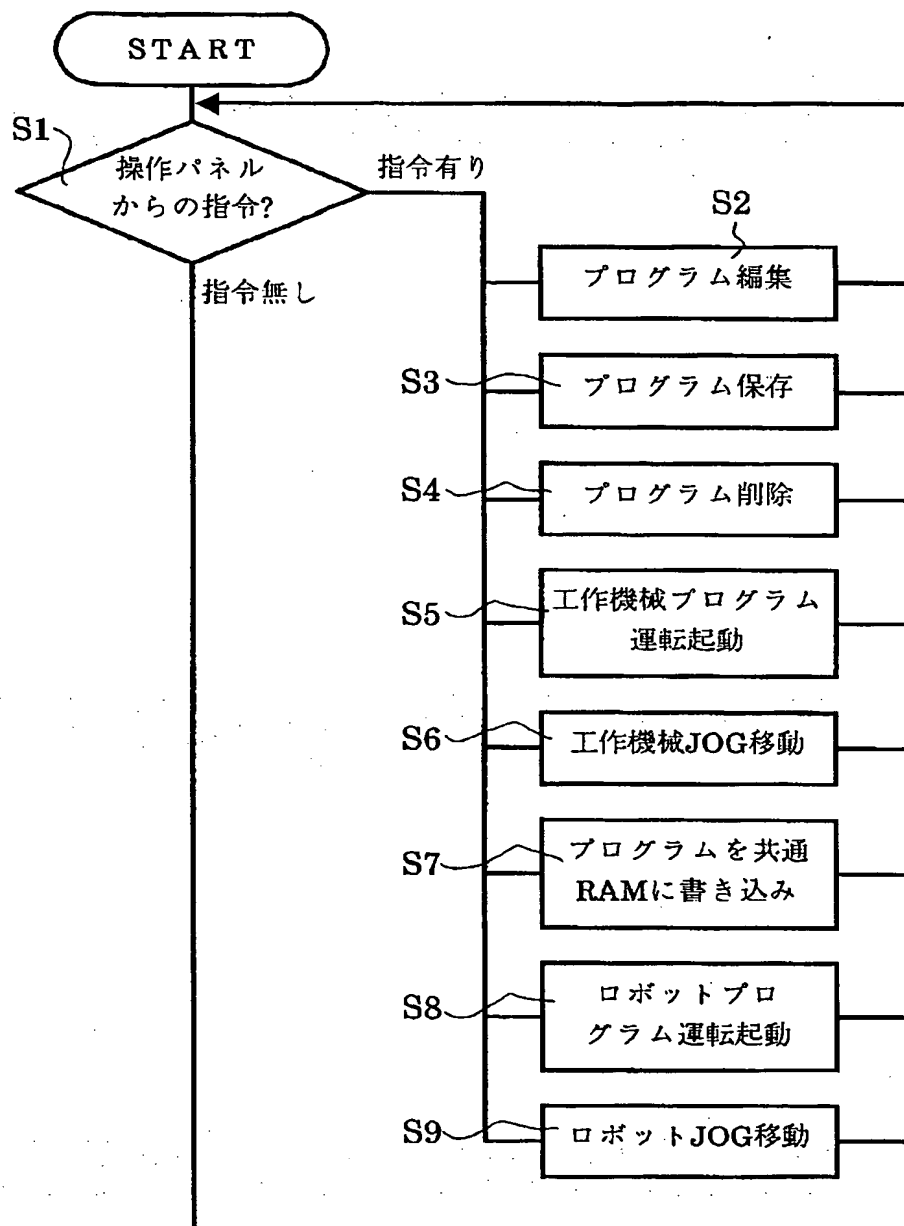 START
S1
操作パネル
からの指令?
指令有り
指令無し
S2
プログラム編集
S3
プログラム保存
S4
プログラム削除
S5
工作機械プログラム
運転起動
S6
工作機械JOG移動
S7
プログラムを共通
RAMに書き込み
S8
ロボットプロ
グラム運転起動
S9
ロボットJOG移動